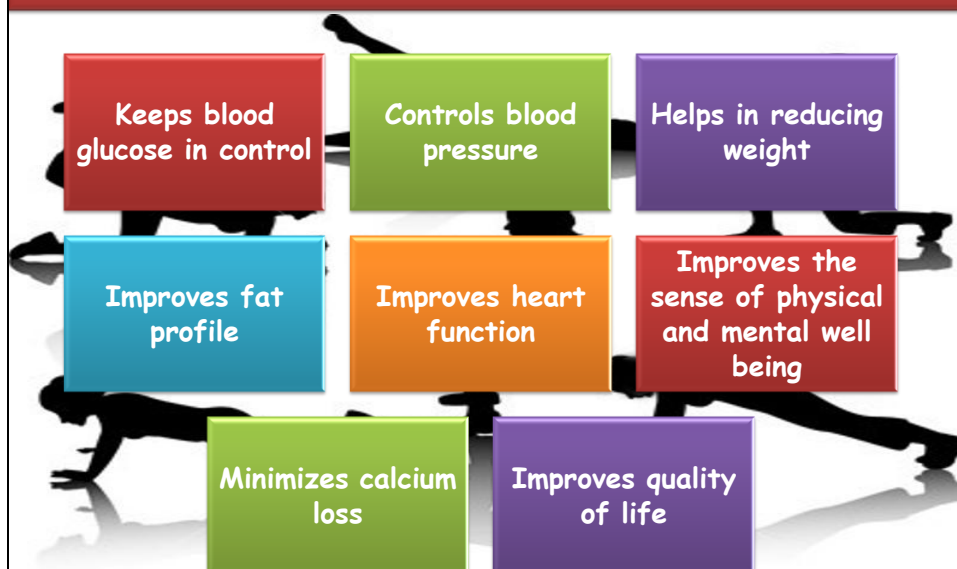 Keeps blood
glucose in control
Controls blood
pressure
Helps in reducing
weight
Improves fat
profile
Improves heart
function
Improves the
sense of physical
and mental well
being
Minimizes calcium
loss
Improves quality
of life